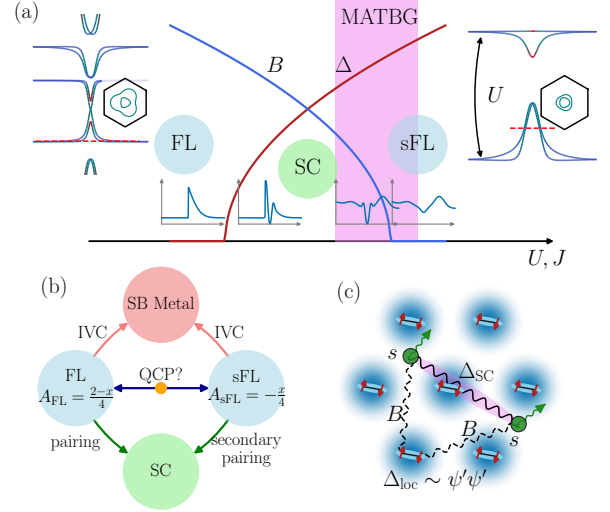 (a)
MATBG
B
Δ
U
FL
SC
sFL
U, J
(b)
SB Metal
IVC
IVC
FL
A_FL = (2−x)/4
QCP?
sFL
A_sFL = −x/4
pairing
secondary
pairing
SC
(c)
s
Δ_SC
B
B
s
Δ_loc ∼ ψ′ψ′